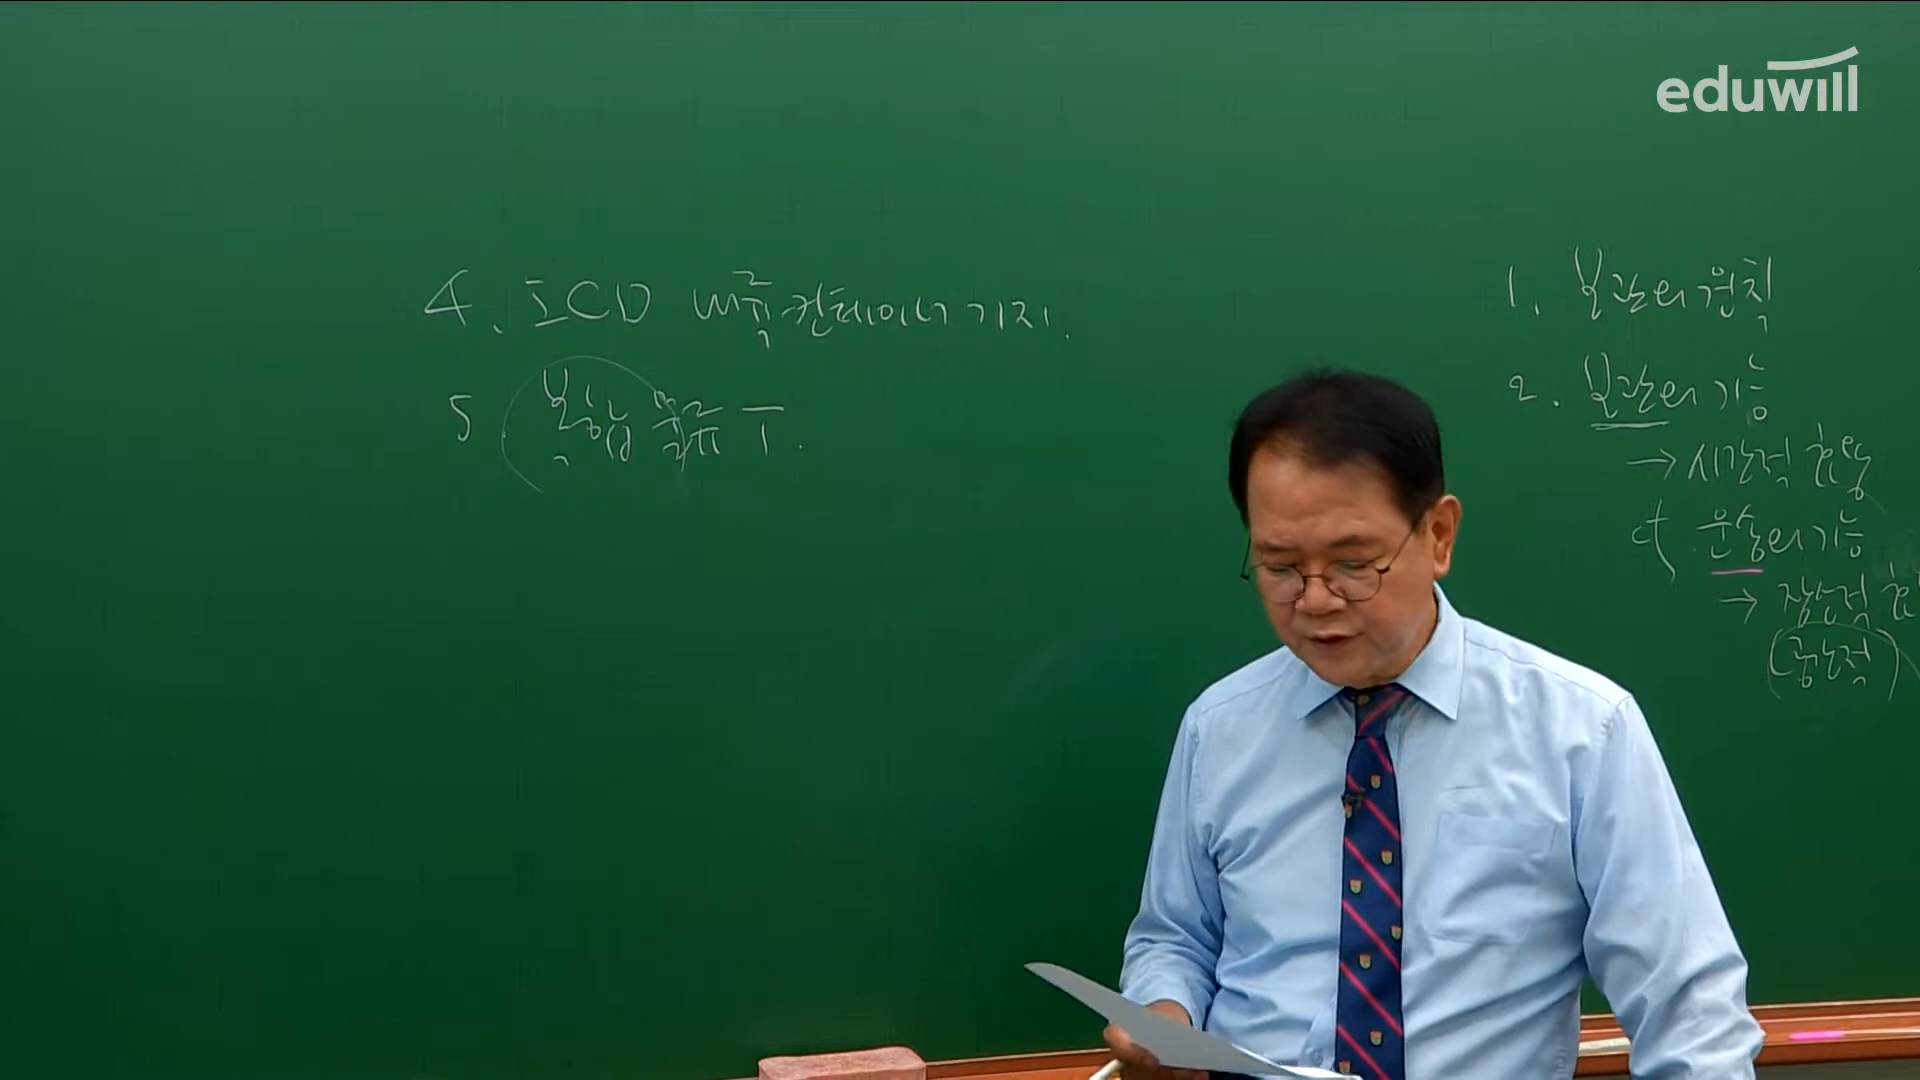 eduwill
4. ICD 내륙컨테이너기지.
5 복합물류 T.
1. 보관의 원칙
2. 보관의 기능
→ 시간적 효용
cf 운송의 기능
→ 장소적 효
(공간적)